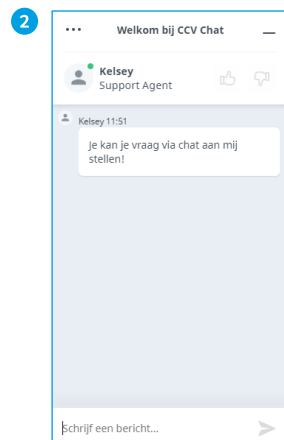 2
Welkom bij CCV Chat
Kelsey
Support Agent
Kelsey 11:51
Je kan je vraag via chat aan mij
stellen!
Schrijf een bericht...